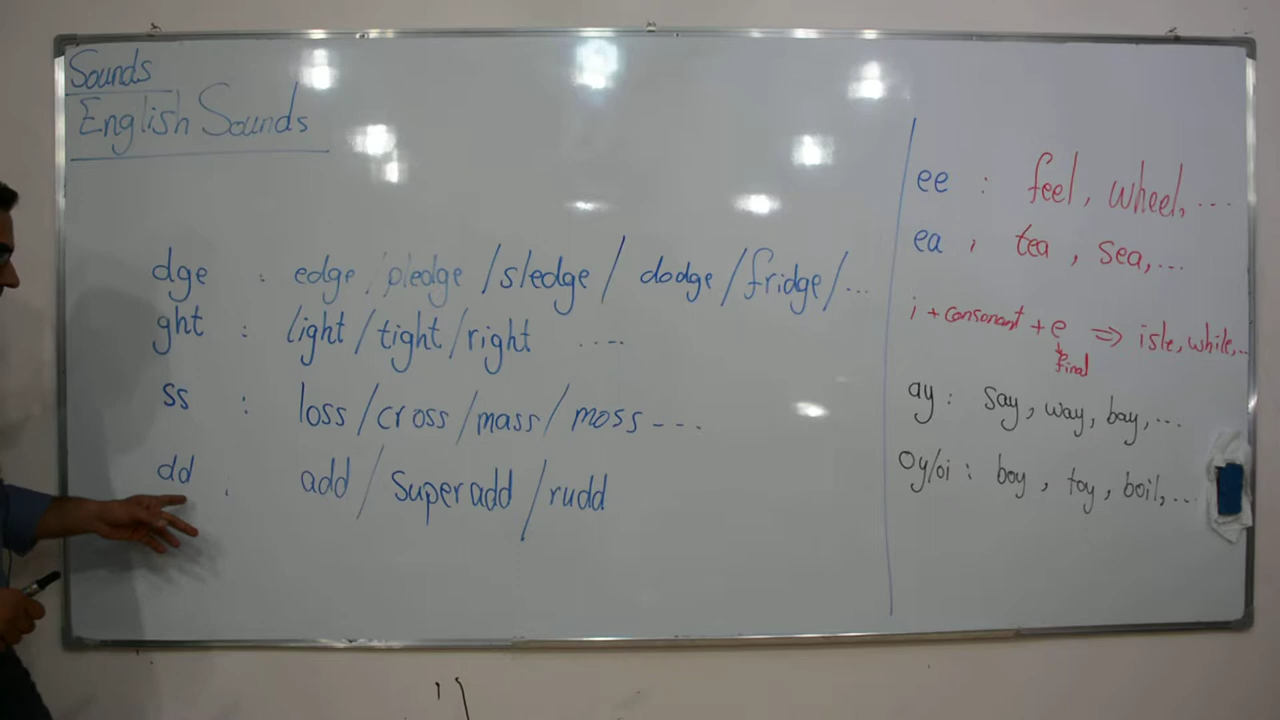 Sounds
English Sounds
dge : edge / pledge / sledge / dodge / fridge / ...
ght : light / tight / right ....
ss : loss / cross / mass / moss ---
dd . add / Superadd / rudd
ee : feel, wheel, ...
ea , tea , sea, ...
i + consonant + e ⇒ isle, while, ..
final
ay : say, way, bay, ...
oy/oi : boy , toy, boil, ...